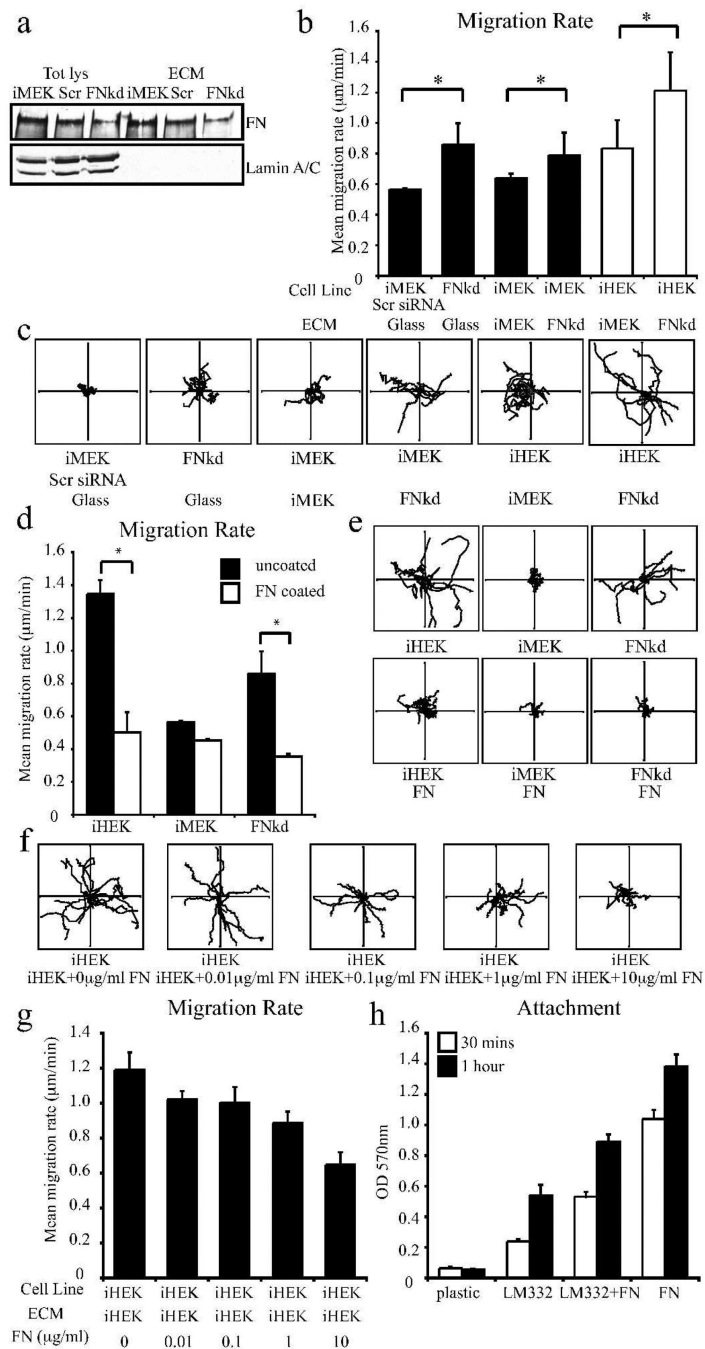 a
Tot lys ECM
iMEK Scr FNkd iMEK Scr FNkd
FN
Lamin A/C
b
Migration Rate
Mean migration rate (μm/min)
1.6
1.4
1.2
1.0
0.8
0.6
0.4
0.2
0
* * *
Cell Line iMEK FNkd iMEK iMEK iHEK iHEK
Scr siRNA
ECM Glass Glass iMEK FNkd iMEK FNkd
c
iMEK FNkd iMEK iMEK iHEK iHEK
Scr siRNA
Glass Glass iMEK FNkd iMEK FNkd
d
Migration Rate
Mean migration rate (μm/min)
1.6
1.4
1.2
1.0
0.8
0.6
0.4
0.2
0
* *
uncoated
FN coated
iHEK iMEK FNkd
e
iHEK iMEK FNkd
iHEK iMEK FNkd
FN FN FN
f
iHEK iHEK iHEK iHEK iHEK
iHEK+0μg/ml FN iHEK+0.01μg/ml FN iHEK+0.1μg/ml FN iHEK+1μg/ml FN iHEK+10μg/ml FN
g
Migration Rate
Mean migration rate (μm/min)
1.4
1.2
1.0
0.8
0.6
0.4
0.2
0
Cell Line iHEK iHEK iHEK iHEK iHEK
ECM iHEK iHEK iHEK iHEK iHEK
FN (μg/ml) 0 0.01 0.1 1 10
h
Attachment
30 mins
1 hour
OD 570nm
1.6
1.4
1.2
1.0
0.8
0.6
0.4
0.2
0
plastic LM332 LM332+FN FN